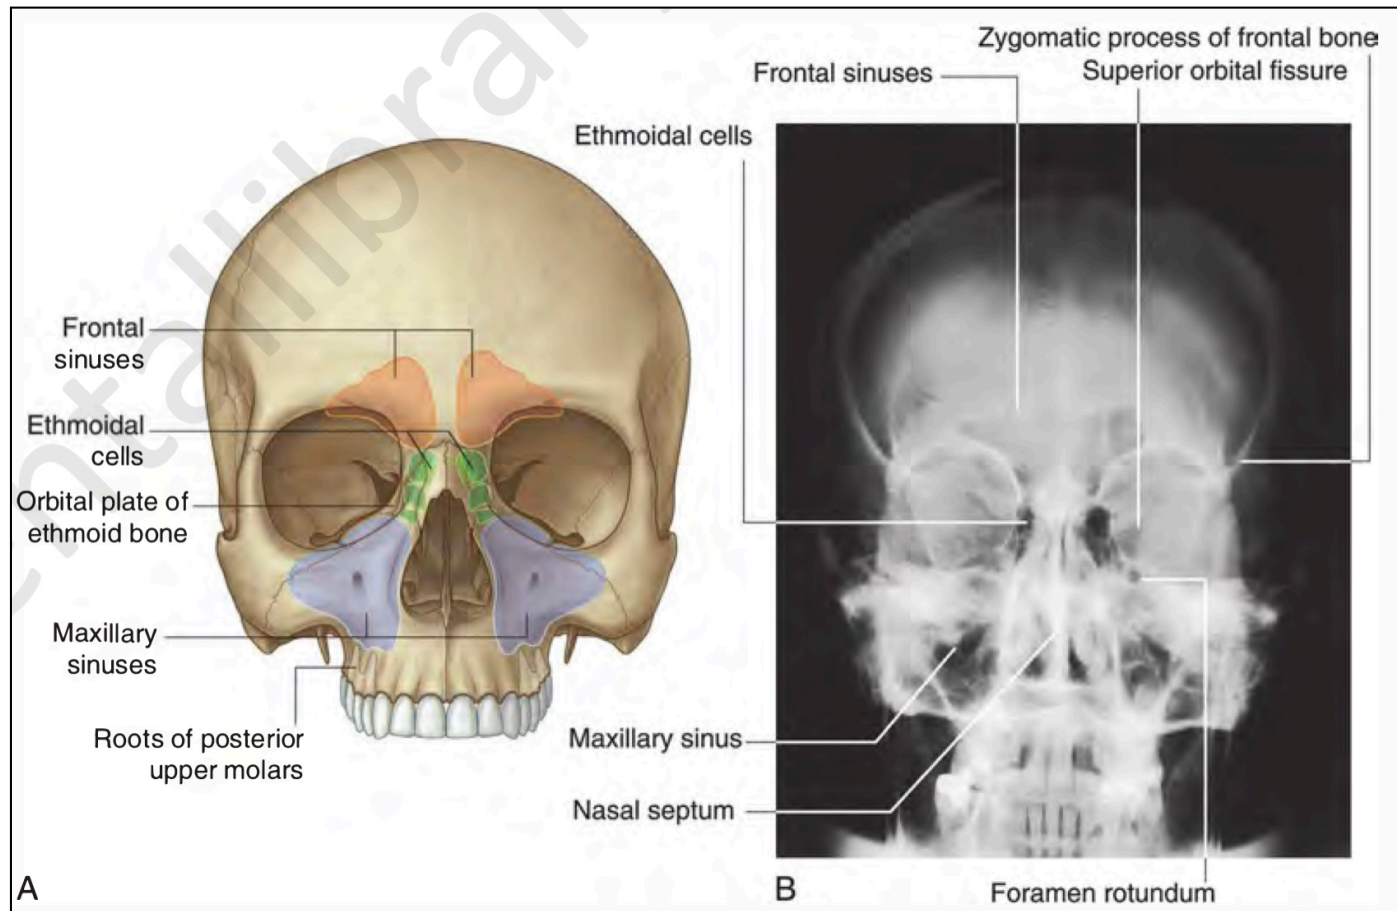 entallibrar
Zygomatic process of frontal bone
Frontal sinuses
Superior orbital fissure
Ethmoidal cells
Frontal
sinuses
Ethmoidal
cells
Orbital plate of
ethmoid bone
Maxillary
sinuses
Roots of posterior
upper molars
Maxillary sinus
Nasal septum
A
B
Foramen rotundum